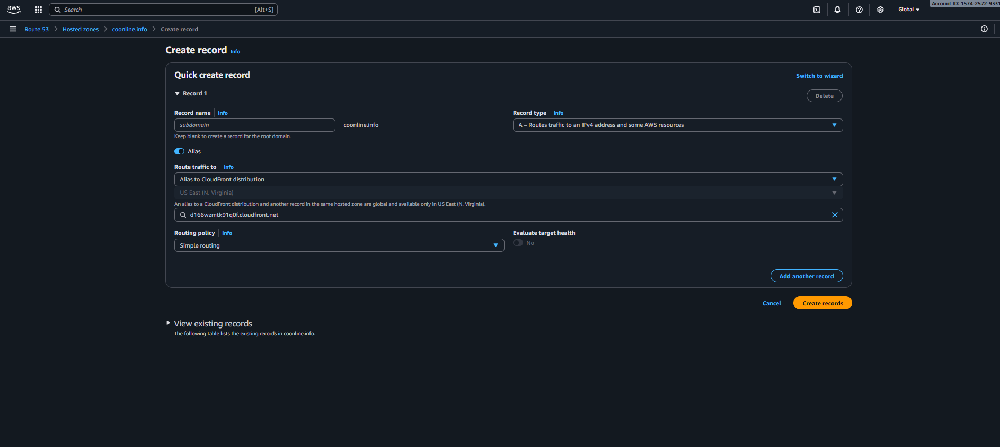 aws
Search [Alt+S]
Global
Account ID: 1574-2572-9331
Route 53 > Hosted zones > coonline.info > Create record
Create record Info
Quick create record
Switch to wizard
Record 1
Delete
Record name Info
Record type Info
subdomain
coonline.info
A – Routes traffic to an IPv4 address and some AWS resources
Keep blank to create a record for the root domain.
Alias
Route traffic to Info
Alias to CloudFront distribution
US East (N. Virginia)
An alias to a CloudFront distribution and another record in the same hosted zone are global and available only in US East (N. Virginia).
d166wzmtk91q0f.cloudfront.net
Routing policy Info
Evaluate target health
Simple routing
No
Add another record
Cancel
Create records
View existing records
The following table lists the existing records in coonline.info.